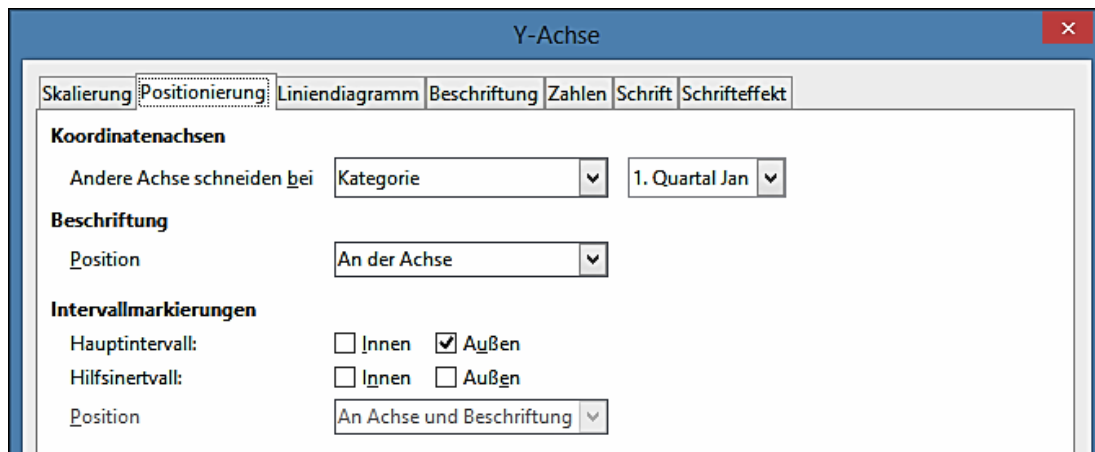 Y-Achse
Skalierung Positionierung Liniendiagramm Beschriftung Zahlen Schrift Schrifteffekt
Koordinatenachsen
Andere Achse schneiden bei Kategorie 1. Quartal Jan
Beschriftung
Position An der Achse
Intervallmarkierungen
Hauptintervall: Innen Außen
Hilfsinertvall: Innen Außen
Position An Achse und Beschriftung